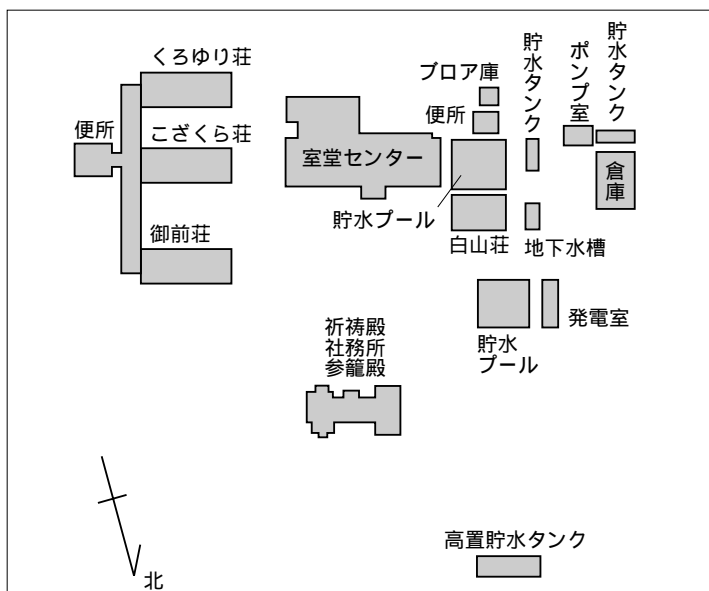 くろゆり荘
便所
こざくら荘
御前荘
室堂センター
貯水プール
ブロア庫
便所
白山荘
貯水タンク
地下水槽
ポンプ室
貯水タンク
倉庫
発電室
貯水
プール
祈祷殿
社務所
参籠殿
高置貯水タンク
北